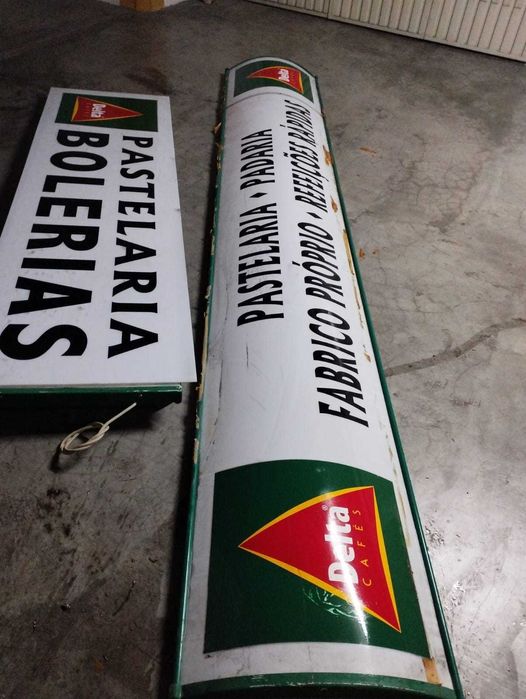 Delta
PASTELARIA
BOLERIAS
Delta
PASTELARIA • PADARIA
FABRICO PRÓPRIO • REFEIÇÕES RÁPIDAS
Delta®
CAFÉS